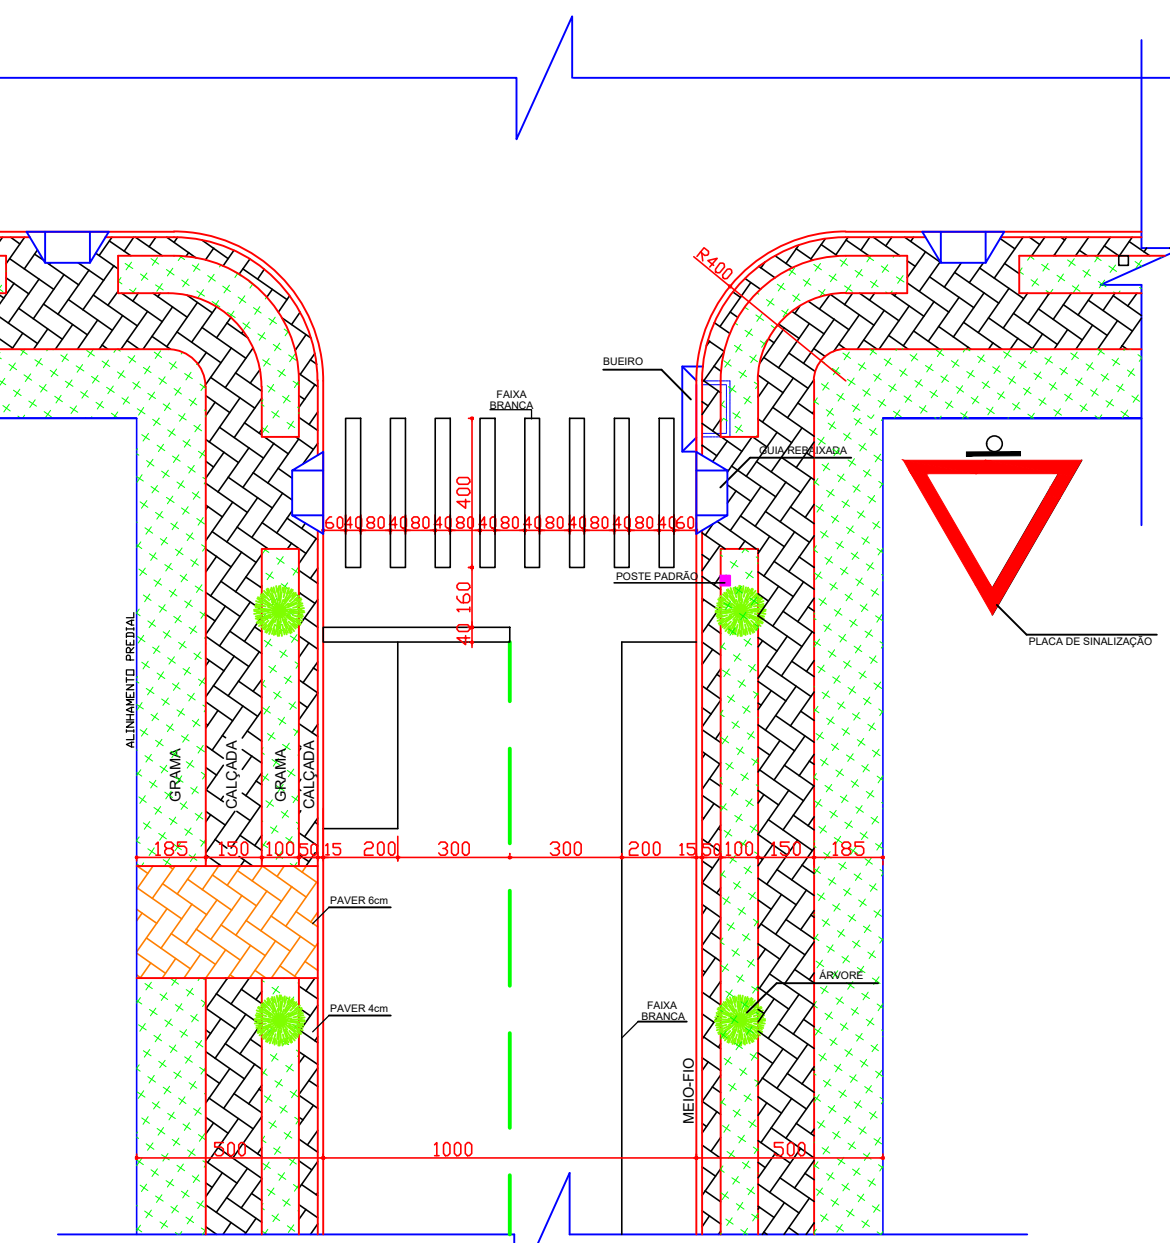 R400
BUEIRO
FAIXA
BRANCA
GUIA REBAIXADA
400
60 40 80 40 80 40 80 40 80 40 80 40 80 40 80 40 60
POSTE PADRÃO
160
40
PLACA DE SINALIZAÇÃO
ALINHAMENTO PREDIAL
GRAMA
CALÇADA
GRAMA
CALÇADA
185 150 100 50 15 200 300 300 200 15 50 100 150 185
PAVER 6cm
ÁRVORE
PAVER 4cm
FAIXA
BRANCA
MEIO-FIO
500 1000 500